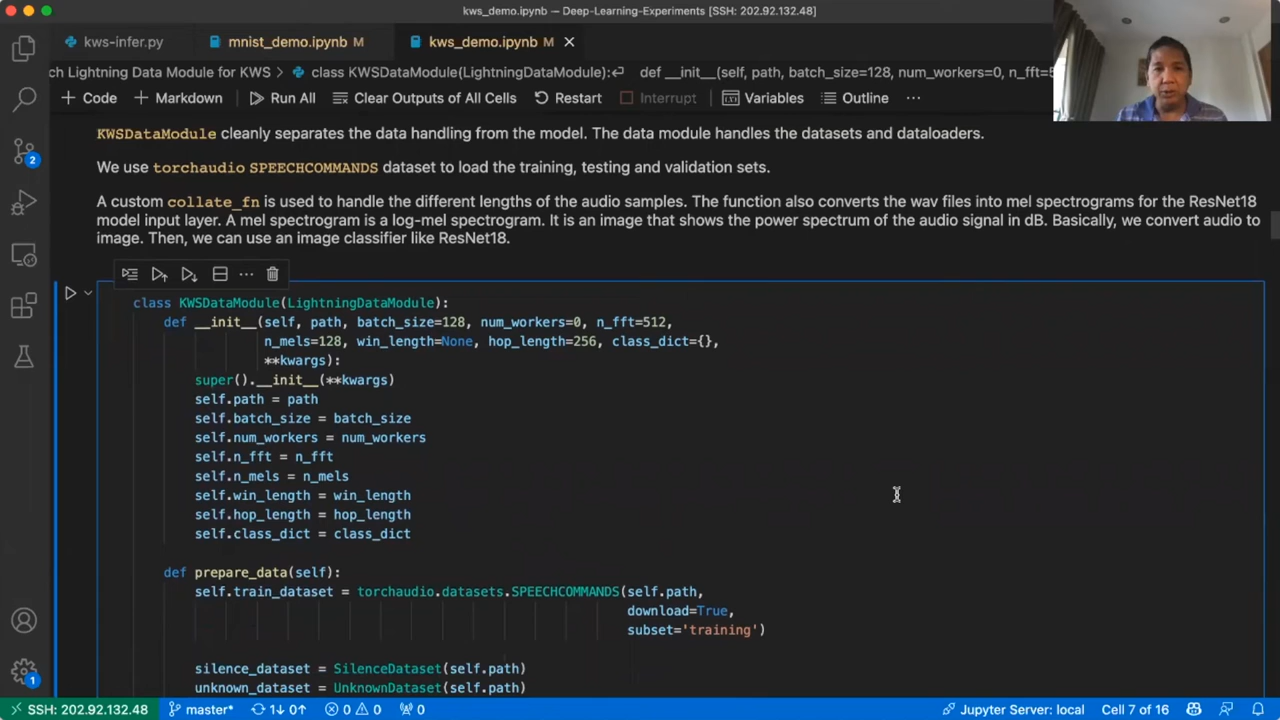 kws_demo.ipynb — Deep-Learning-Experiments [SSH: 202.92.132.48]
kws-infer.py
mnist_demo.ipynb M
kws_demo.ipynb M
ch Lightning Data Module for KWS > class KWSDataModule(LightningDataModule): > def __init__(self, path, batch_size=128, num_workers=0, n_fft=5
+ Code + Markdown Run All Clear Outputs of All Cells Restart Interrupt Variables Outline ...
KWSDataModule cleanly separates the data handling from the model. The data module handles the datasets and dataloaders.
We use torchaudio SPEECHCOMMANDS dataset to load the training, testing and validation sets.
A custom collate_fn is used to handle the different lengths of the audio samples. The function also converts the wav files into mel spectrograms for the ResNet18
model input layer. A mel spectrogram is a log-mel spectrogram. It is an image that shows the power spectrum of the audio signal in dB. Basically, we convert audio to
image. Then, we can use an image classifier like ResNet18.
class KWSDataModule(LightningDataModule):
def __init__(self, path, batch_size=128, num_workers=0, n_fft=512,
n_mels=128, win_length=None, hop_length=256, class_dict={},
**kwargs):
super().__init__(**kwargs)
self.path = path
self.batch_size = batch_size
self.num_workers = num_workers
self.n_fft = n_fft
self.n_mels = n_mels
self.win_length = win_length
self.hop_length = hop_length
self.class_dict = class_dict
def prepare_data(self):
self.train_dataset = torchaudio.datasets.SPEECHCOMMANDS(self.path,
download=True,
subset='training')
silence_dataset = SilenceDataset(self.path)
unknown_dataset = UnknownDataset(self.path)
2
1
SSH: 202.92.132.48 master* 1↓ 0↑ 0 0 0 Jupyter Server: local Cell 7 of 16